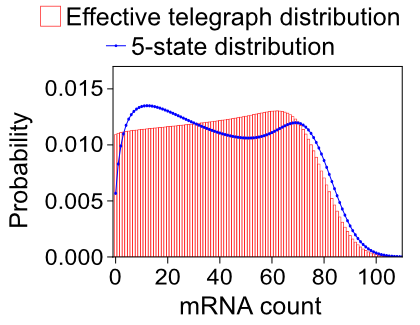 Effective telegraph distribution
5-state distribution
0.015
0.010
0.005
0.000
Probability
0 20 40 60 80 100
mRNA count